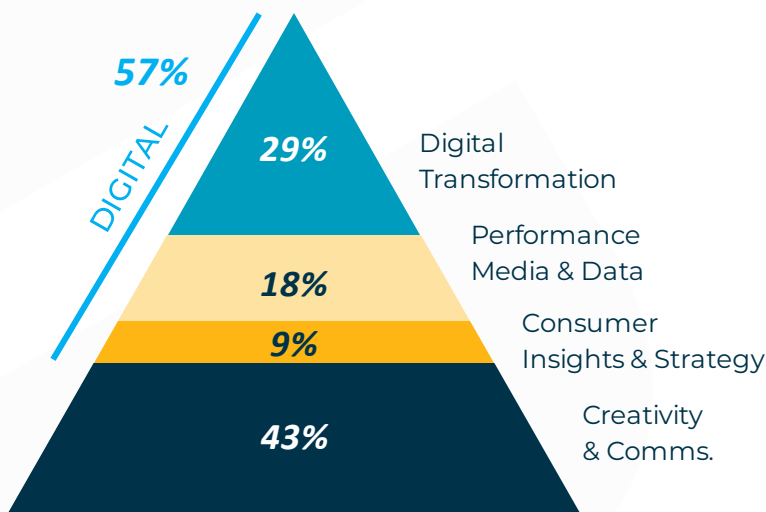 57%
DIGITAL
29%
Digital
Transformation
18%
Performance
Media & Data
9%
Consumer
Insights & Strategy
43%
Creativity
& Comms.